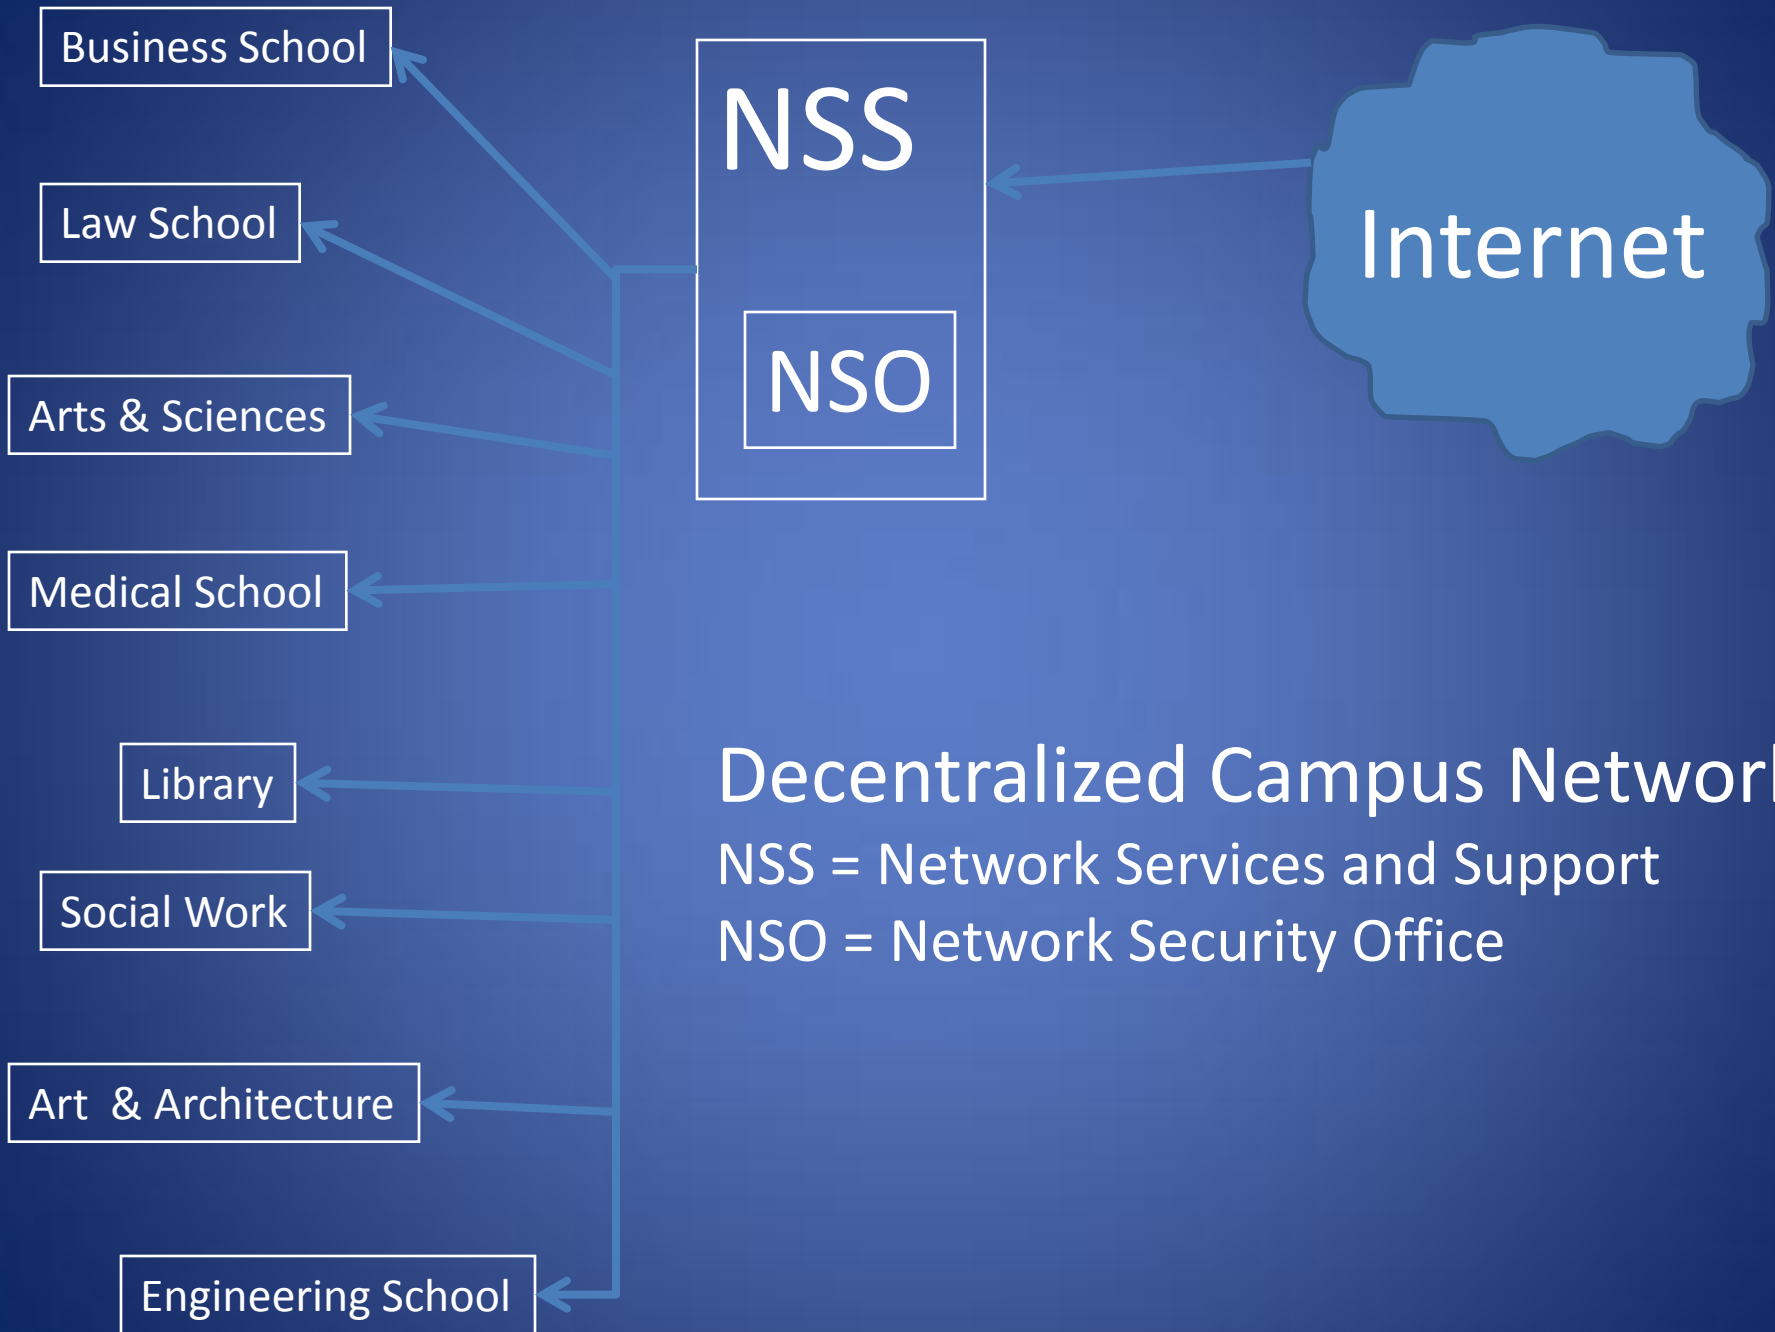 Business School
Law School
Arts & Sciences
Medical School
Library
Social Work
Art & Architecture
Engineering School
NSS
NSO
Internet
Decentralized Campus Network
NSS = Network Services and Support
NSO = Network Security Office